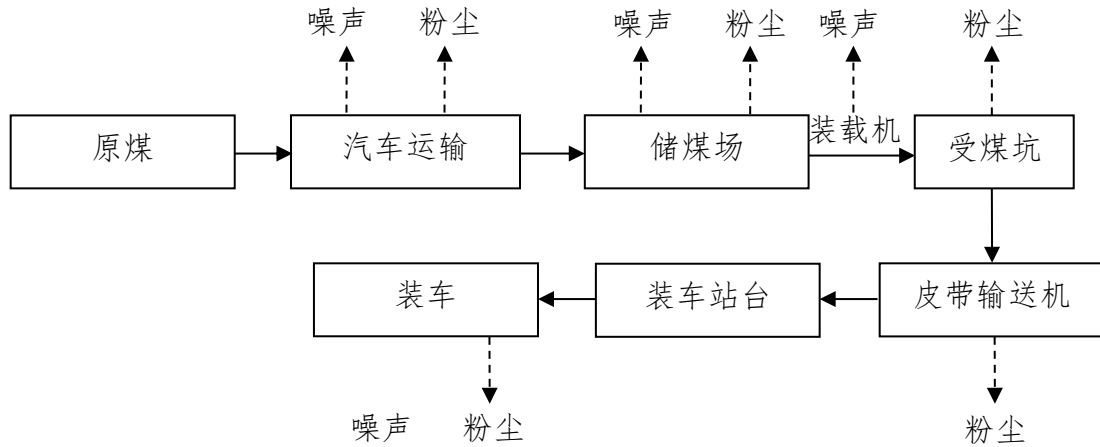 噪声 粉尘 噪声 粉尘 噪声 粉尘
原煤 汽车运输 储煤场 装载机 受煤坑
装车 装车站台 皮带输送机
噪声 粉尘 粉尘